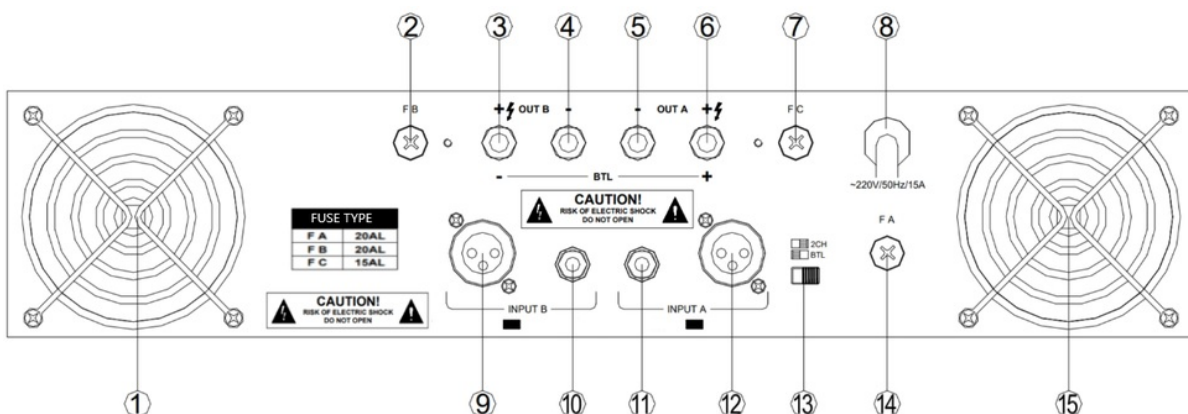 2 3 4 5 6 7 8
F B + OUT B - - OUT A + F C
- BTL +
~220V/50Hz/15A
CAUTION!
RISK OF ELECTRIC SHOCK
DO NOT OPEN
FUSE TYPE
F A 20AL
F B 20AL
F C 15AL
F A
2CH
BTL
CAUTION!
RISK OF ELECTRIC SHOCK
DO NOT OPEN
INPUT B INPUT A
1 9 10 11 12 13 14 15